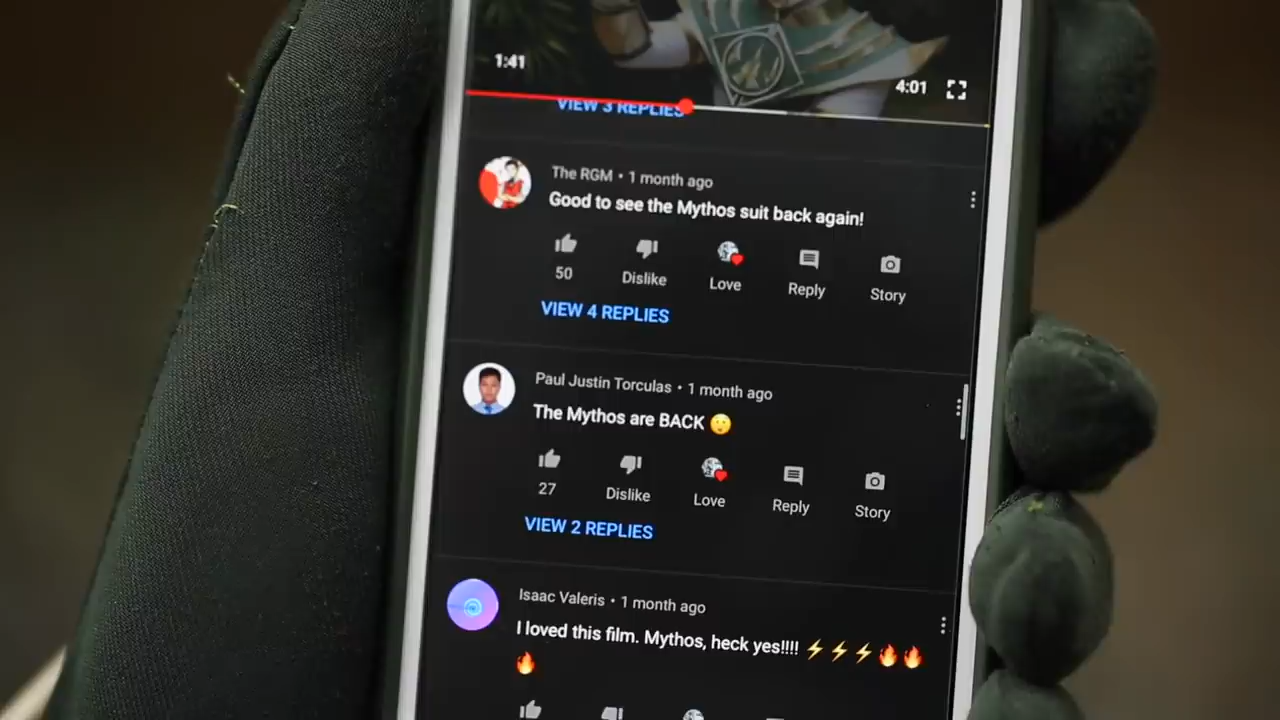 1:41
4:01
VIEW 3 REPLIES
The RGM • 1 month ago
Good to see the Mythos suit back again!
50
Dislike
Love
Reply
Story
VIEW 4 REPLIES
Paul Justin Torculas • 1 month ago
The Mythos are BACK 😲
27
Dislike
Love
Reply
Story
VIEW 2 REPLIES
Isaac Valeris • 1 month ago
I loved this film. Mythos, heck yes!!!! ⚡⚡⚡🔥🔥
🔥